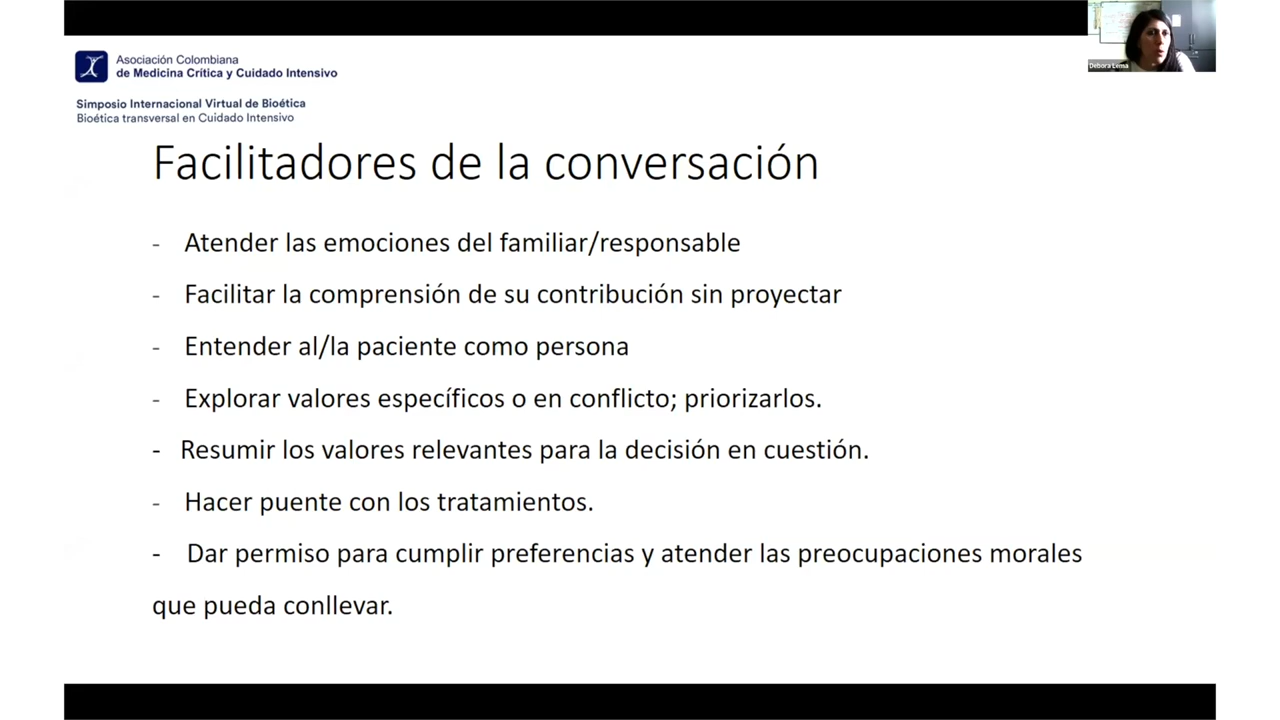 Asociación Colombiana
de Medicina Crítica y Cuidado Intensivo
Simposio Internacional Virtual de Bioética
Bioética transversal en Cuidado Intensivo
Debora Lema
Facilitadores de la conversación
- Atender las emociones del familiar/responsable
- Facilitar la comprensión de su contribución sin proyectar
- Entender al/la paciente como persona
- Explorar valores específicos o en conflicto; priorizarlos.
- Resumir los valores relevantes para la decisión en cuestión.
- Hacer puente con los tratamientos.
- Dar permiso para cumplir preferencias y atender las preocupaciones morales
que pueda conllevar.